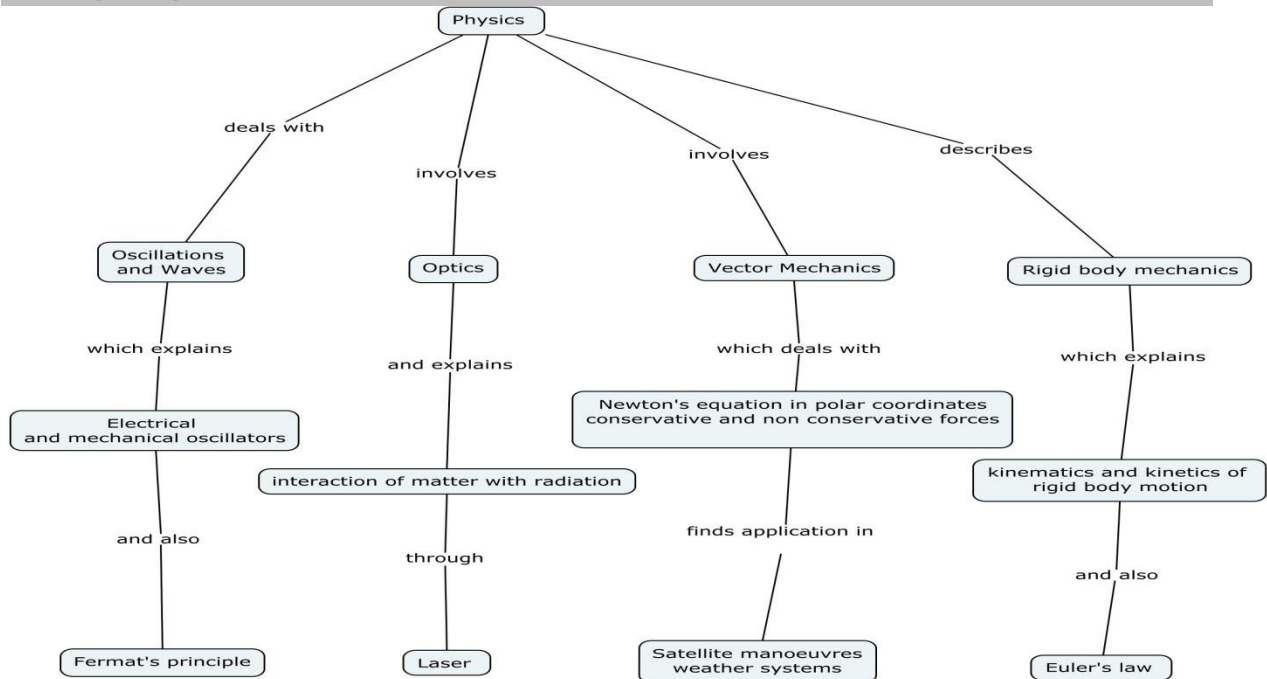 Physics
deals with
involves
involves
describes
Oscillations
and Waves
Optics
Vector Mechanics
Rigid body mechanics
which explains
and explains
which deals with
which explains
Electrical
and mechanical oscillators
interaction of matter with radiation
Newton's equation in polar coordinates
conservative and non conservative forces
kinematics and kinetics of
rigid body motion
and also
through
finds application in
and also
Fermat's principle
Laser
Satellite manoeuvres
weather systems
Euler's law